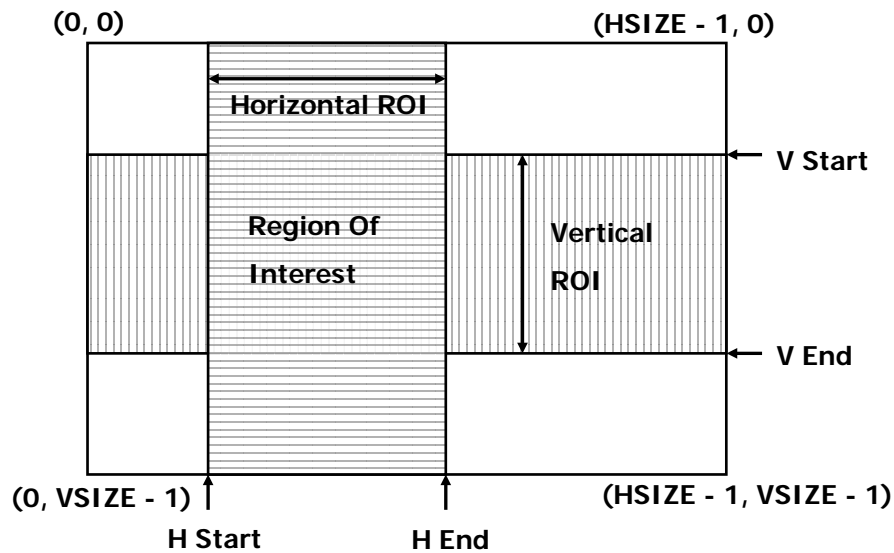 (0, 0)
(HSIZE - 1, 0)
Horizontal ROI
V Start
Region Of
Interest
Vertical
ROI
V End
(0, VSIZE - 1)
(HSIZE - 1, VSIZE - 1)
H Start
H End